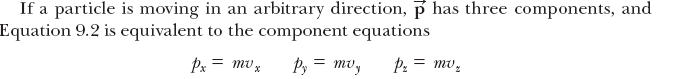 If a particle is moving in an arbitrary direction, p⃗ has three components, and
Equation 9.2 is equivalent to the component equations
pₓ = mvₓ p_y = mv_y p_z = mv_z